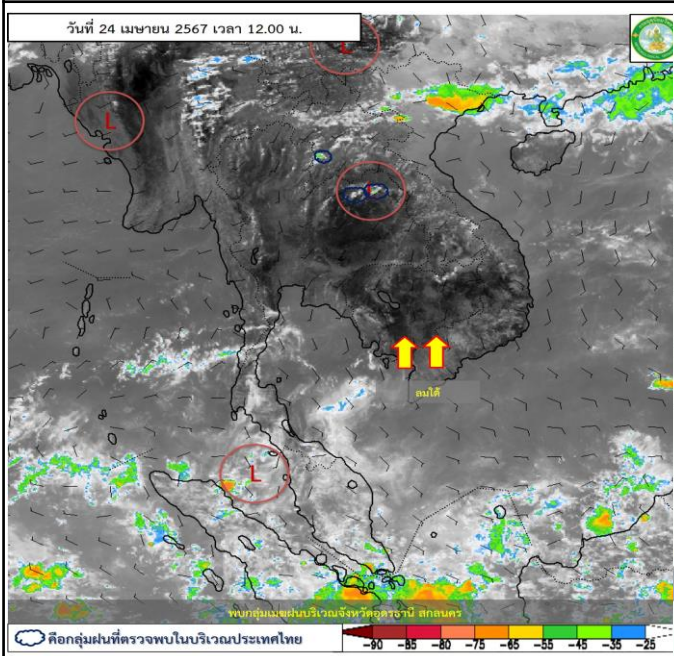 วันที่ 24 เมษายน 2567 เวลา 12.00 น.
L
L
L
ลมใต้
L
พบกลุ่มเมฆฝนบริเวณจังหวัดอุดรธานี สกลนคร
คือกลุ่มฝนที่ตรวจพบในบริเวณประเทศไทย
-90 -85 -80 -75 -65 -55 -45 -35 -25